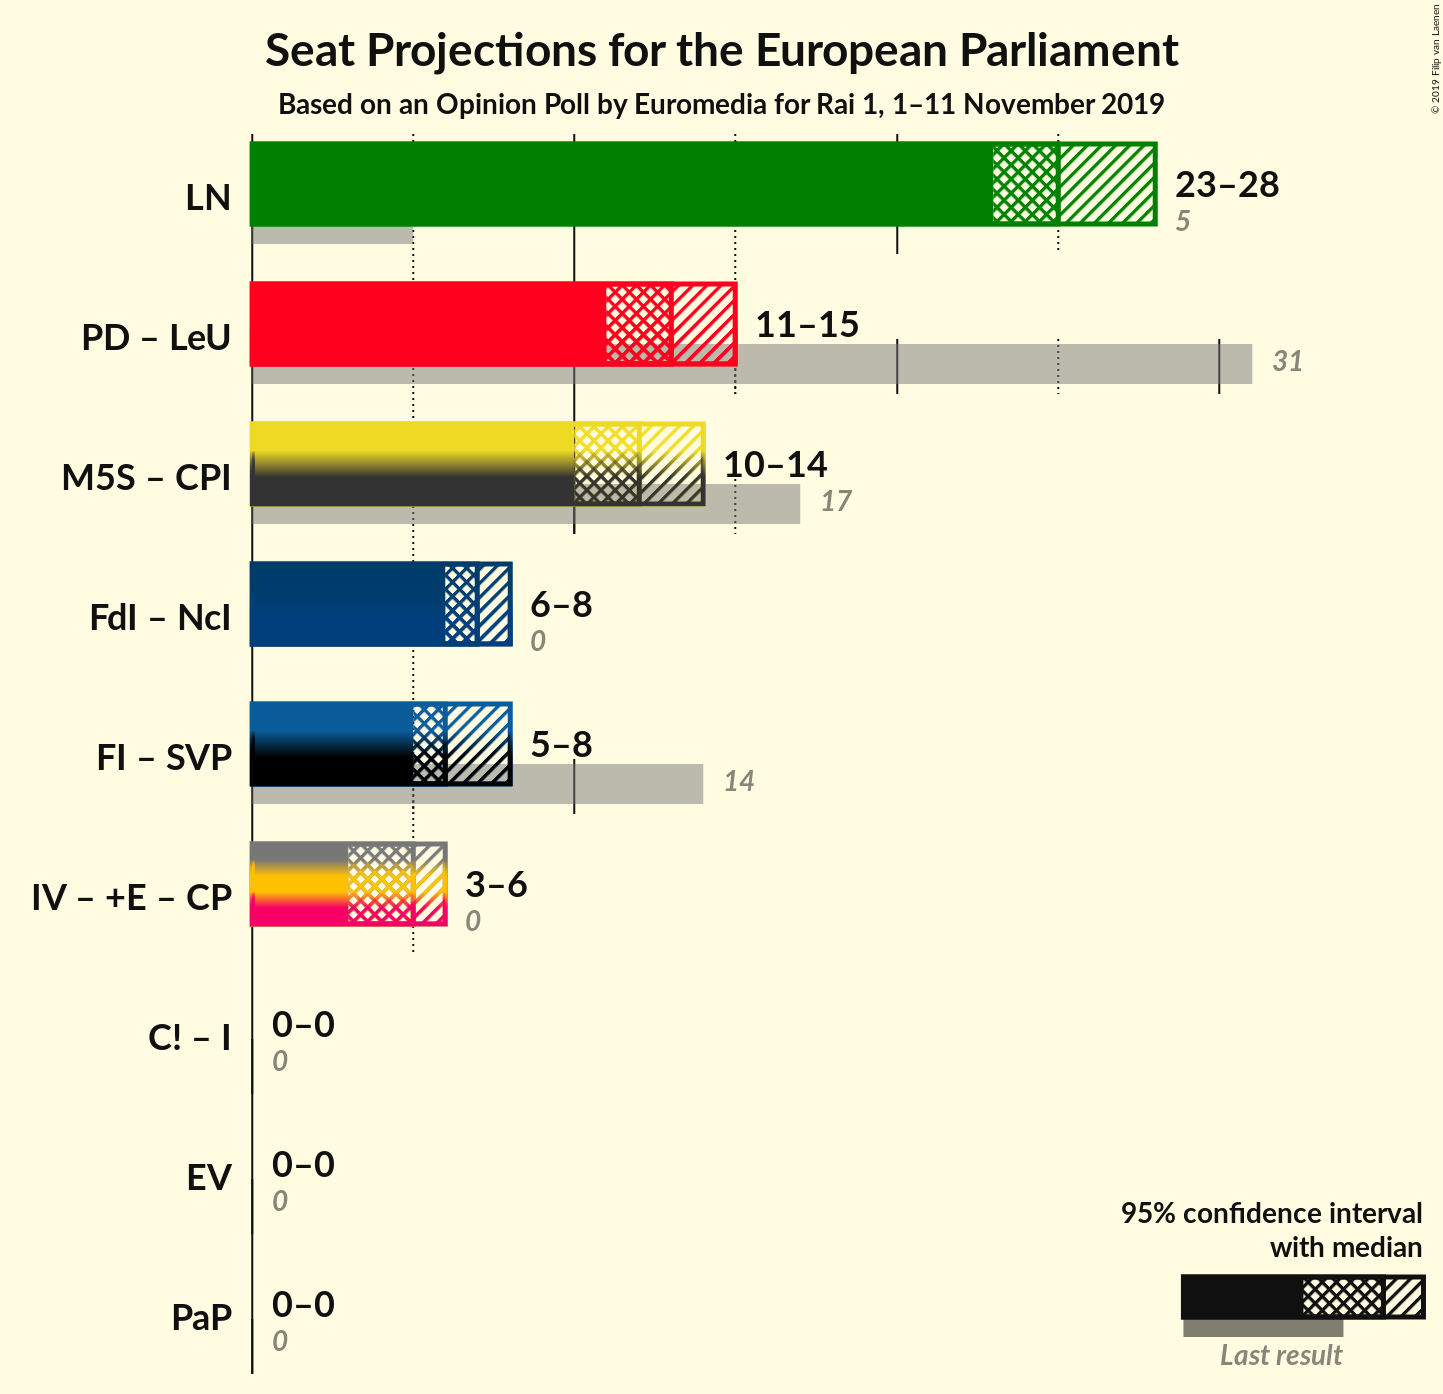 Seat Projections for the European Parliament
Based on an Opinion Poll by Euromedia for Rai 1, 1–11 November 2019
© 2019 Filip van Laenen
LN
23–28
5
PD – LeU
11–15
31
M5S – CPI
10–14
17
FdI – NcI
6–8
0
FI – SVP
5–8
14
IV – +E – CP
3–6
0
C! – I
0–0
0
EV
0–0
0
PaP
0–0
0
95% confidence interval
with median
Last result